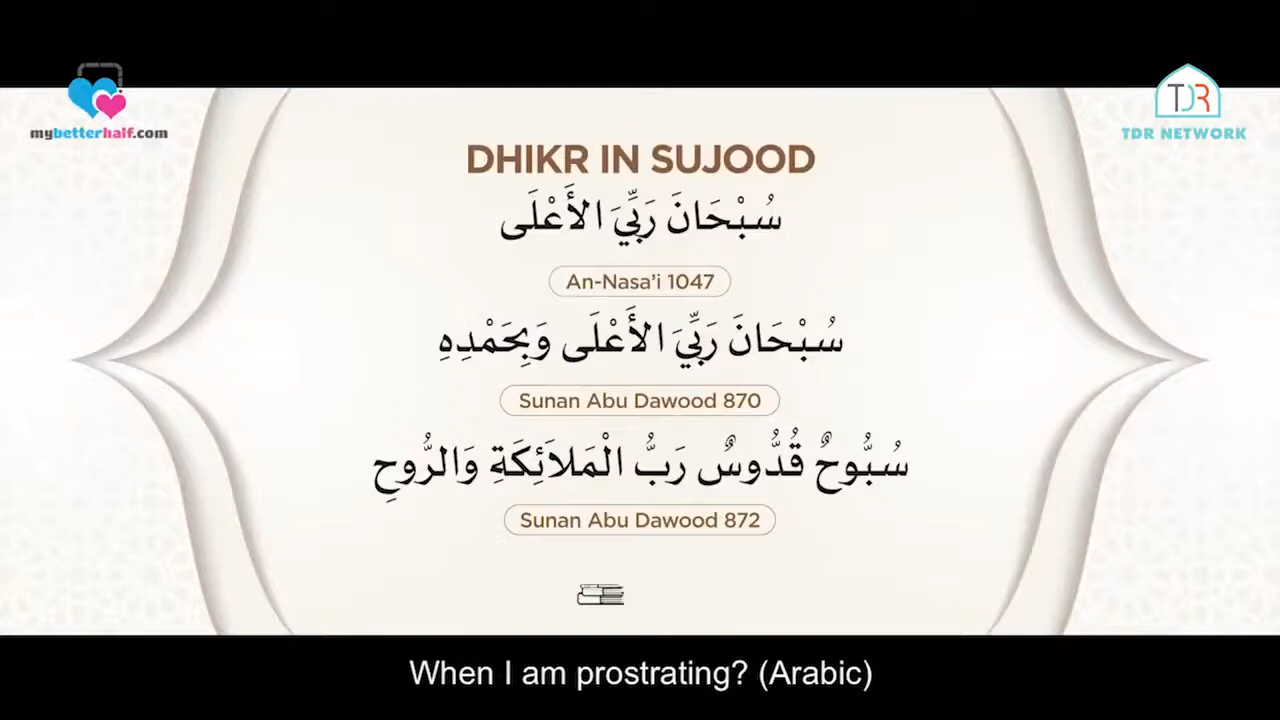 mybetterhalf.com
TDR
TDR NETWORK
DHIKR IN SUJOOD
سُبْحَانَ رَبِّيَ الأَعْلَى
An-Nasa'i 1047
سُبْحَانَ رَبِّيَ الأَعْلَى وَبِحَمْدِهِ
Sunan Abu Dawood 870
سُبُّوحٌ قُدُّوسٌ رَبُّ الْمَلاَئِكَةِ وَالرُّوحِ
Sunan Abu Dawood 872
When I am prostrating? (Arabic)